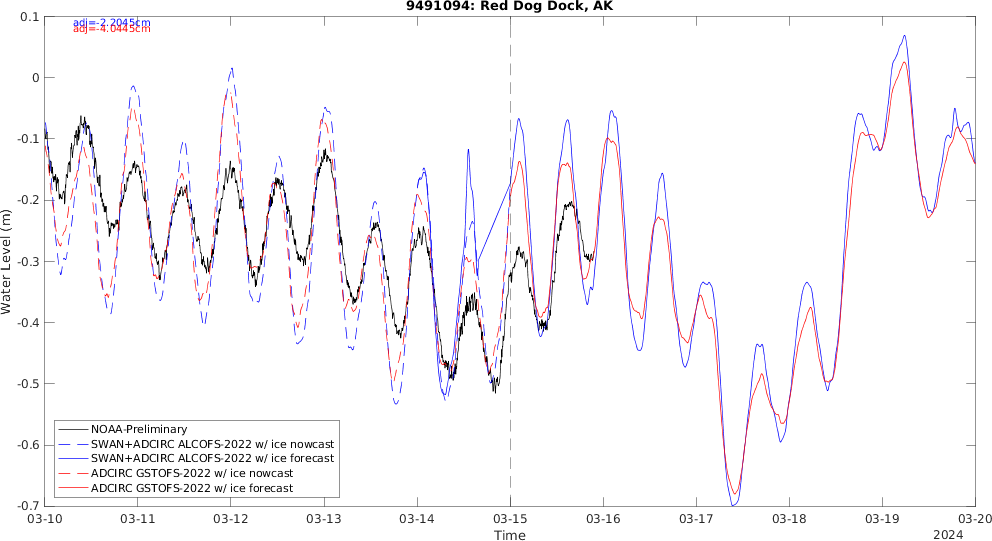 9491094: Red Dog Dock, AK
adj=-2.2045cm
adj=-4.0445cm
0.1
0
-0.1
-0.2
-0.3
-0.4
-0.5
-0.6
-0.7
Water Level (m)
NOAA-Preliminary
SWAN+ADCIRC ALCOFS-2022 w/ ice nowcast
SWAN+ADCIRC ALCOFS-2022 w/ ice forecast
ADCIRC GSTOFS-2022 w/ ice nowcast
ADCIRC GSTOFS-2022 w/ ice forecast
03-10 03-11 03-12 03-13 03-14 03-15 03-16 03-17 03-18 03-19 03-20
Time
2024